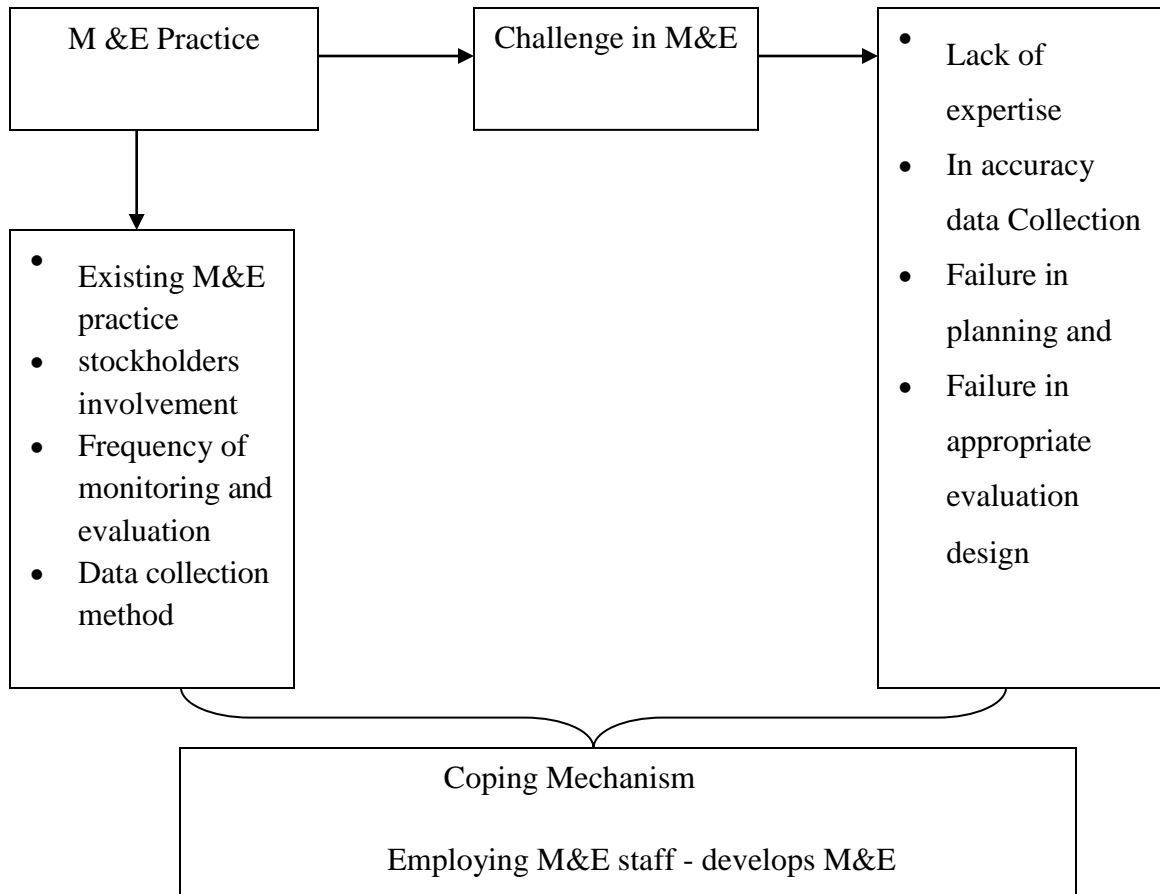 M &E Practice
Challenge in M&E
• Lack of
expertise
• In accuracy
data Collection
• Failure in
planning and
• Failure in
appropriate
evaluation
design
• Existing M&E
practice
• stockholders
involvement
• Frequency of
monitoring and
evaluation
• Data collection
method
Coping Mechanism
Employing M&E staff - develops M&E